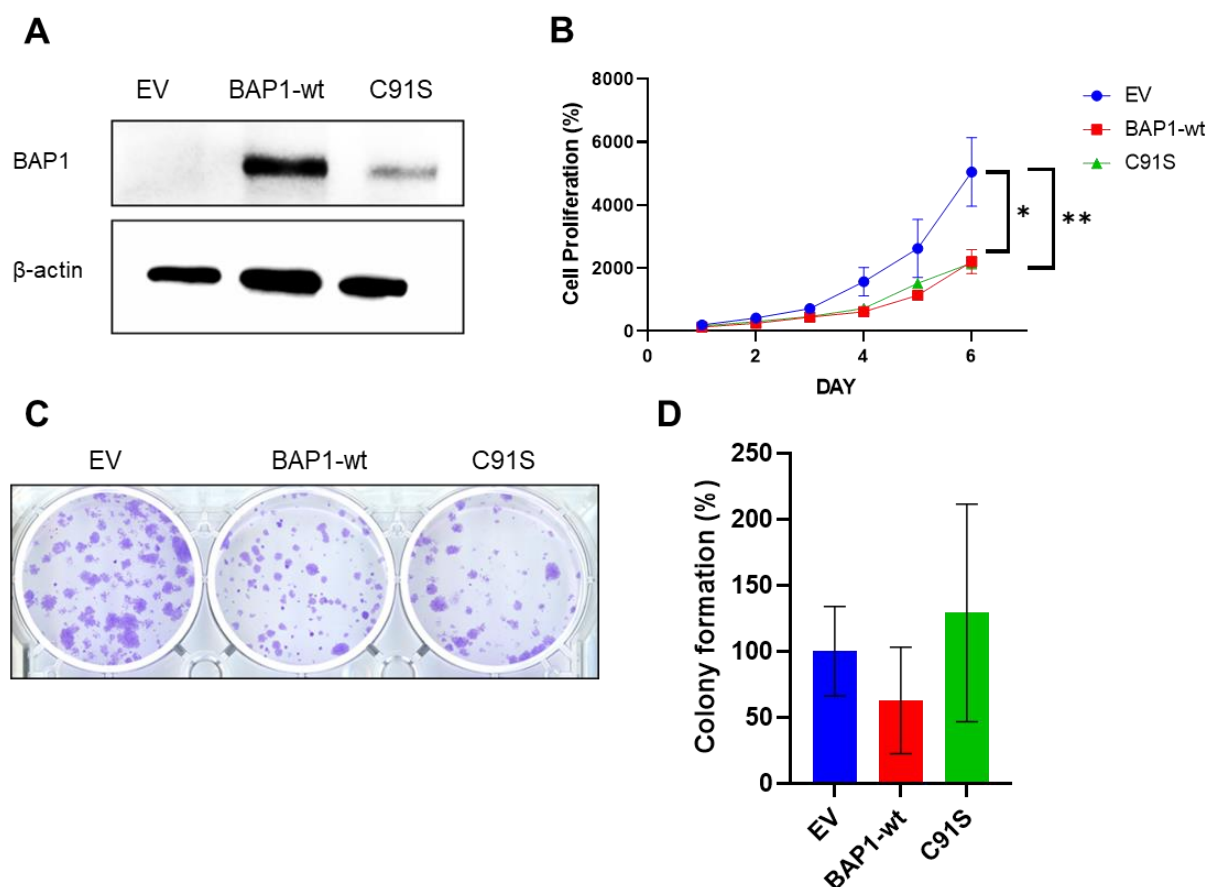 A
EV BAP1-wt C91S
BAP1
β-actin
B
8000
6000
4000
2000
0
0 2 4 6
Cell Proliferation (%)
DAY
EV
BAP1-wt
C91S
*
**
C
EV BAP1-wt C91S
D
250
200
150
100
50
0
Colony formation (%)
EV
BAP1-wt
C91S